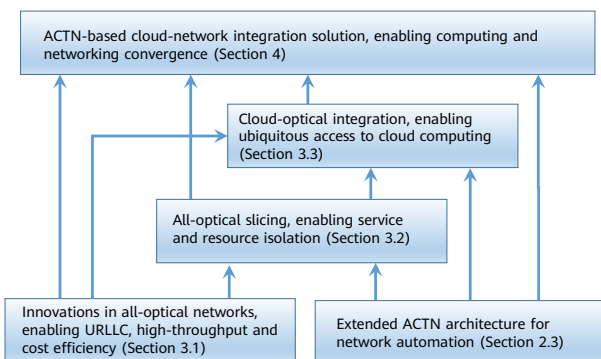 ACTN-based cloud-network integration solution, enabling computing and
networking convergence (Section 4)
Cloud-optical integration, enabling
ubiquitous access to cloud computing
(Section 3.3)
All-optical slicing, enabling service
and resource isolation (Section 3.2)
Innovations in all-optical networks,
enabling URLLC, high-throughput and
cost efficiency (Section 3.1)
Extended ACTN architecture for
network automation (Section 2.3)